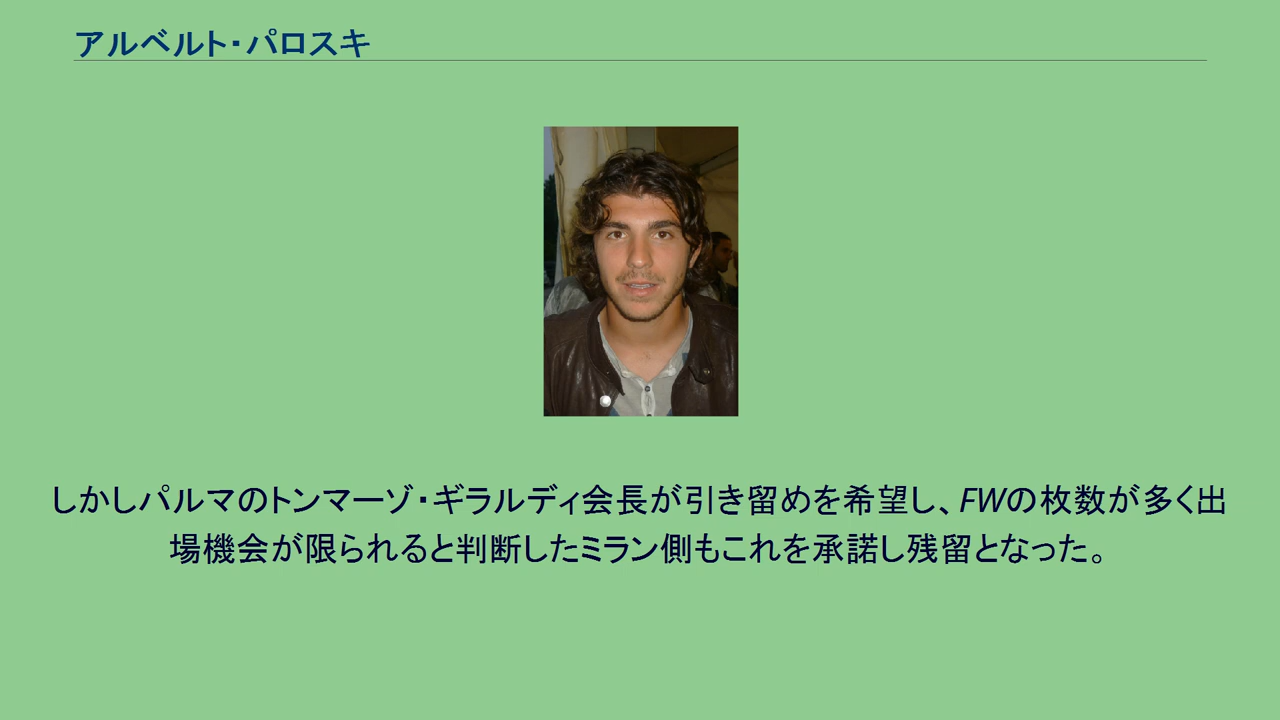 アルベルト・パロスキ
しかしパルマのトンマーゾ・ギラルディ会長が引き留めを希望し、FWの枚数が多く出
場機会が限られると判断したミラン側もこれを承諾し残留となった。